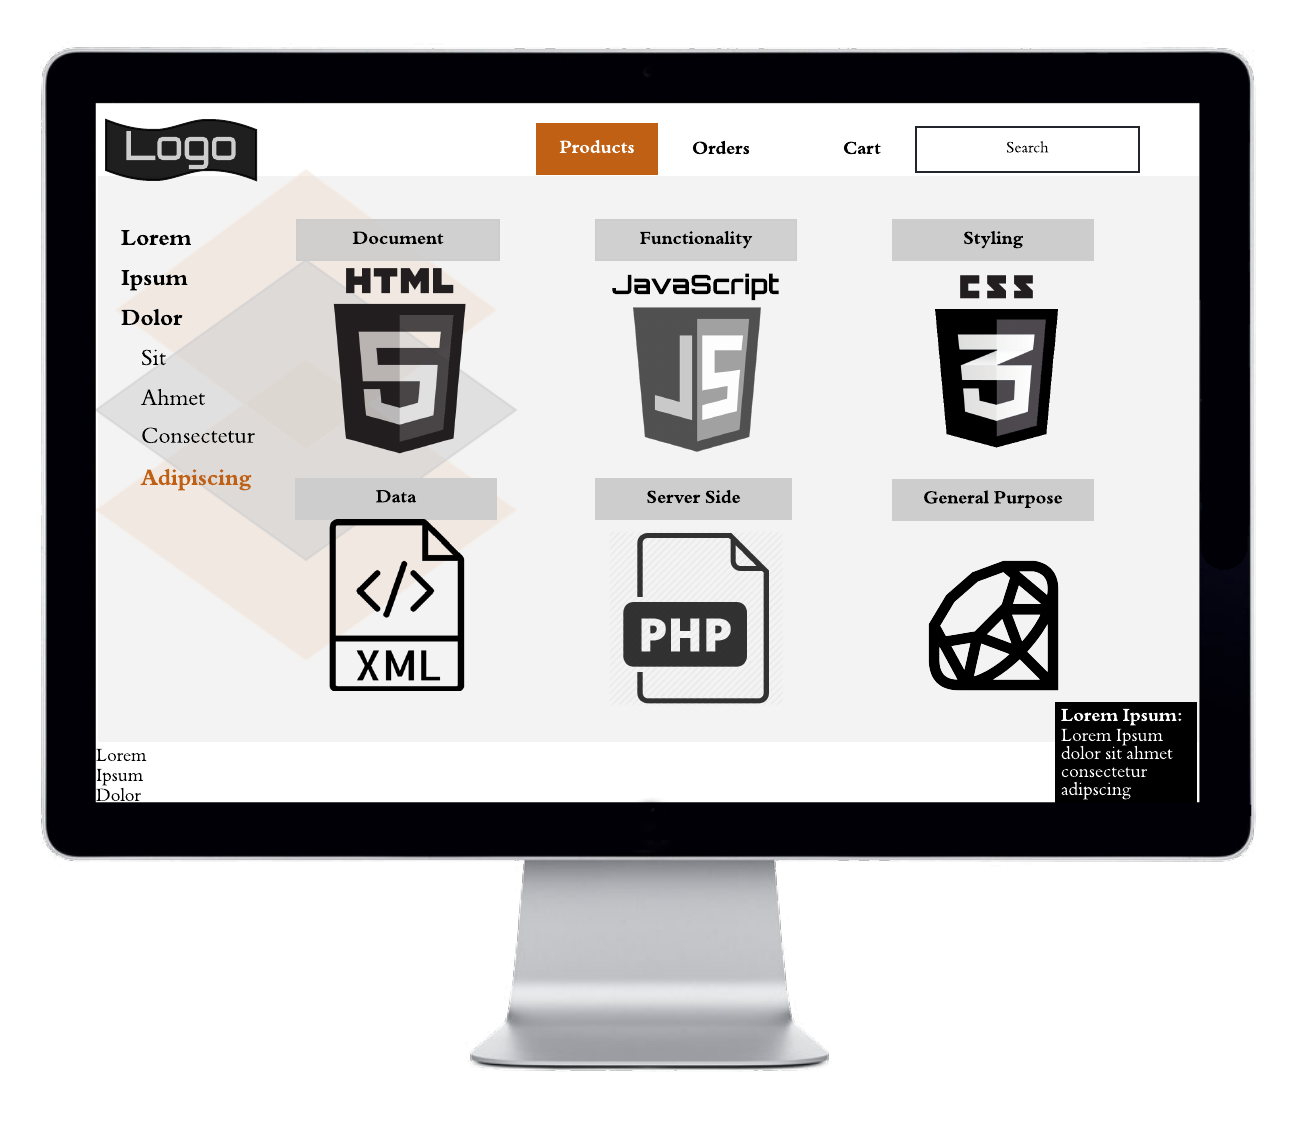 Logo
Products
Orders
Cart
Search
Lorem
Ipsum
Dolor
Sit
Ahmet
Consectetur
Adipiscing
Document
Functionality
Styling
HTML
5
JavaScript
JS
CSS
3
Data
Server Side
General Purpose
</>
XML
PHP
Lorem
Ipsum
Dolor
Lorem Ipsum:
Lorem Ipsum
dolor sit ahmet
consectetur
adipscing